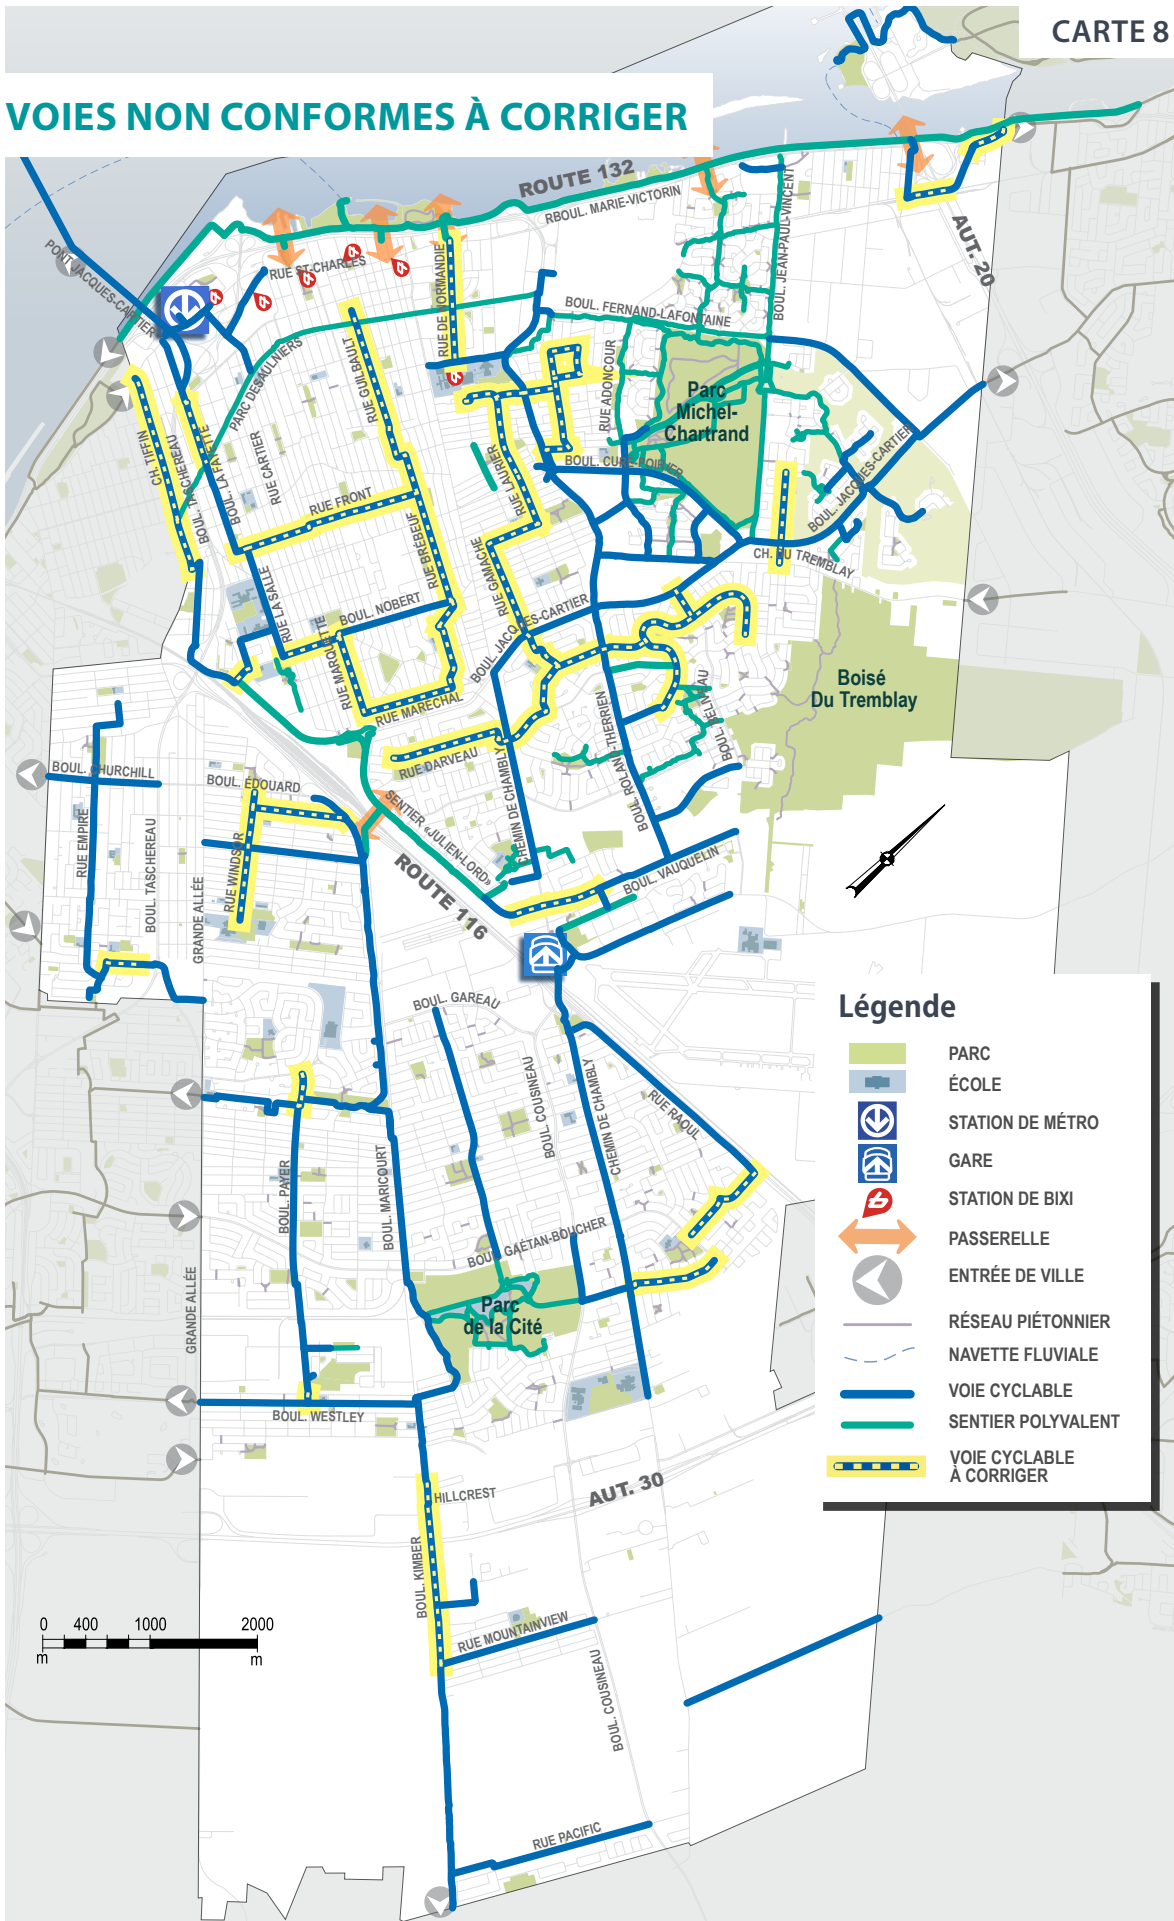 CARTE 8
VOIES NON CONFORMES À CORRIGER
ROUTE 132
RBOUL. MARIE-VICTORIN
PONT JACQUES-CARTIER
RUE ST-CHARLES
RUE DE NORMANDIE
BOUL. JEAN-PAUL-VINCENT
AUT. 20
BOUL. FERNAND-LAFONTAINE
PARC DESAULNIERS
RUE GUILBAULT
RUE ADONCOUR
Parc
Michel-
Chartrand
CH. TIFFIN
BOUL. TASCHEREAU
BOUL. LA FAYETTE
RUE CARTIER
RUE FRONT
RUE BRÉBEUF
RUE LAURIER
BOUL. CURÉ-POIRIER
BOUL. JACQUES-CARTIER
CH. DU TREMBLAY
RUE GAMACHE
RUE LA SALLE
BOUL. NOBERT
RUE MARQUETTE
BOUL. JACQUES-CARTIER
RUE MARÉCHAL
RUE DARVEAU
BOUL. ROLAND-THERRIEN
BOUL. BÉLIVEAU
Boisé
Du Tremblay
BOUL. CHURCHILL
BOUL. ÉDOUARD
SENTIER «JULIEN-LORD»
CHEMIN DE CHAMBLY
RUE EMPIRE
BOUL. TASCHEREAU
RUE WINDSOR
GRANDE ALLÉE
ROUTE 116
BOUL. VAUQUELIN
BOUL. GAREAU
BOUL. COUSINEAU
CHEMIN DE CHAMBLY
RUE RAOUL
BOUL. PAYER
BOUL. MARICOURT
BOUL. GAÉTAN-BOUCHER
GRANDE ALLÉE
Parc
de la Cité
BOUL. WESTLEY
HILLCREST
AUT. 30
BOUL. KIMBER
RUE MOUNTAINVIEW
BOUL. COUSINEAU
RUE PACIFIC
0 400 1000 2000
m m
Légende
PARC
ÉCOLE
STATION DE MÉTRO
GARE
STATION DE BIXI
PASSERELLE
ENTRÉE DE VILLE
RÉSEAU PIÉTONNIER
NAVETTE FLUVIALE
VOIE CYCLABLE
SENTIER POLYVALENT
VOIE CYCLABLE
À CORRIGER